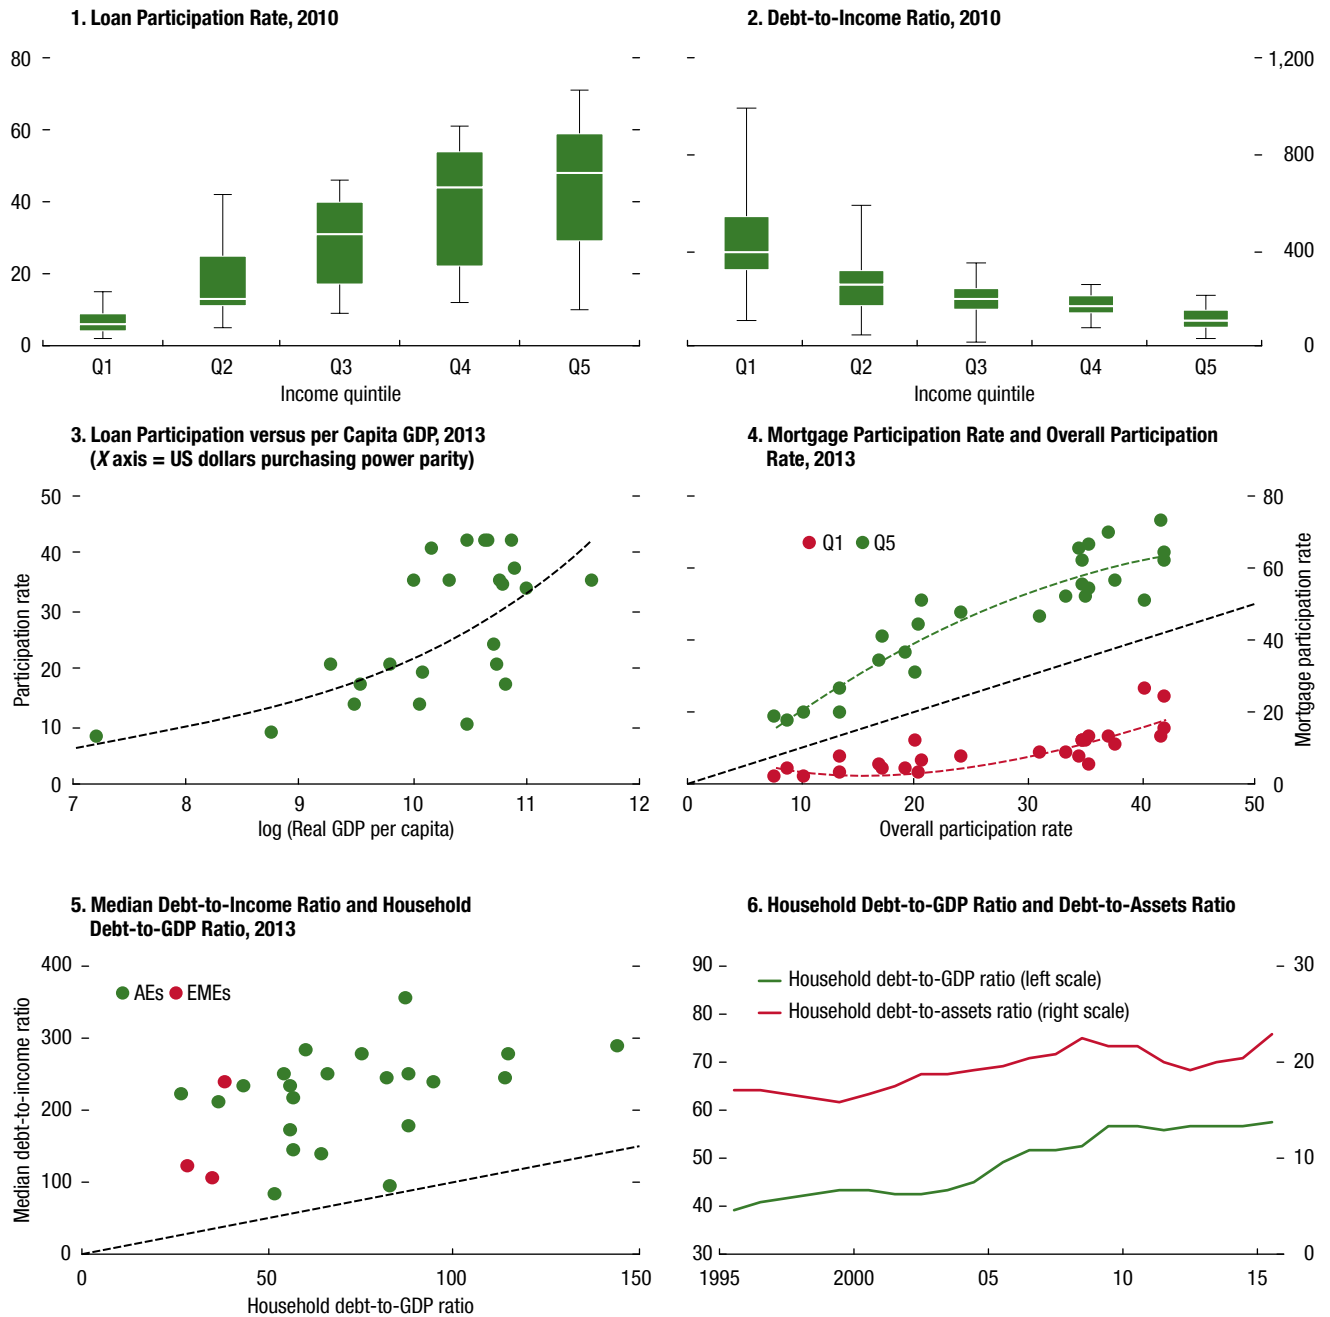 1. Loan Participation Rate, 2010
80
60
40
20
0
Q1 Q2 Q3 Q4 Q5
Income quintile
2. Debt-to-Income Ratio, 2010
1,200
800
400
0
Q1 Q2 Q3 Q4 Q5
Income quintile
3. Loan Participation versus per Capita GDP, 2013
(X axis = US dollars purchasing power parity)
Participation rate
50
40
30
20
10
0
7 8 9 10 11 12
log (Real GDP per capita)
4. Mortgage Participation Rate and Overall Participation
Rate, 2013
Q1 Q5
80
60
40
20
0
Mortgage participation rate
0 10 20 30 40 50
Overall participation rate
5. Median Debt-to-Income Ratio and Household
Debt-to-GDP Ratio, 2013
Median debt-to-income ratio
400
300
200
100
0
AEs EMEs
0 50 100 150
Household debt-to-GDP ratio
6. Household Debt-to-GDP Ratio and Debt-to-Assets Ratio
90
80
70
60
50
40
30
Household debt-to-GDP ratio (left scale)
Household debt-to-assets ratio (right scale)
30
20
10
0
1995 2000 05 10 15